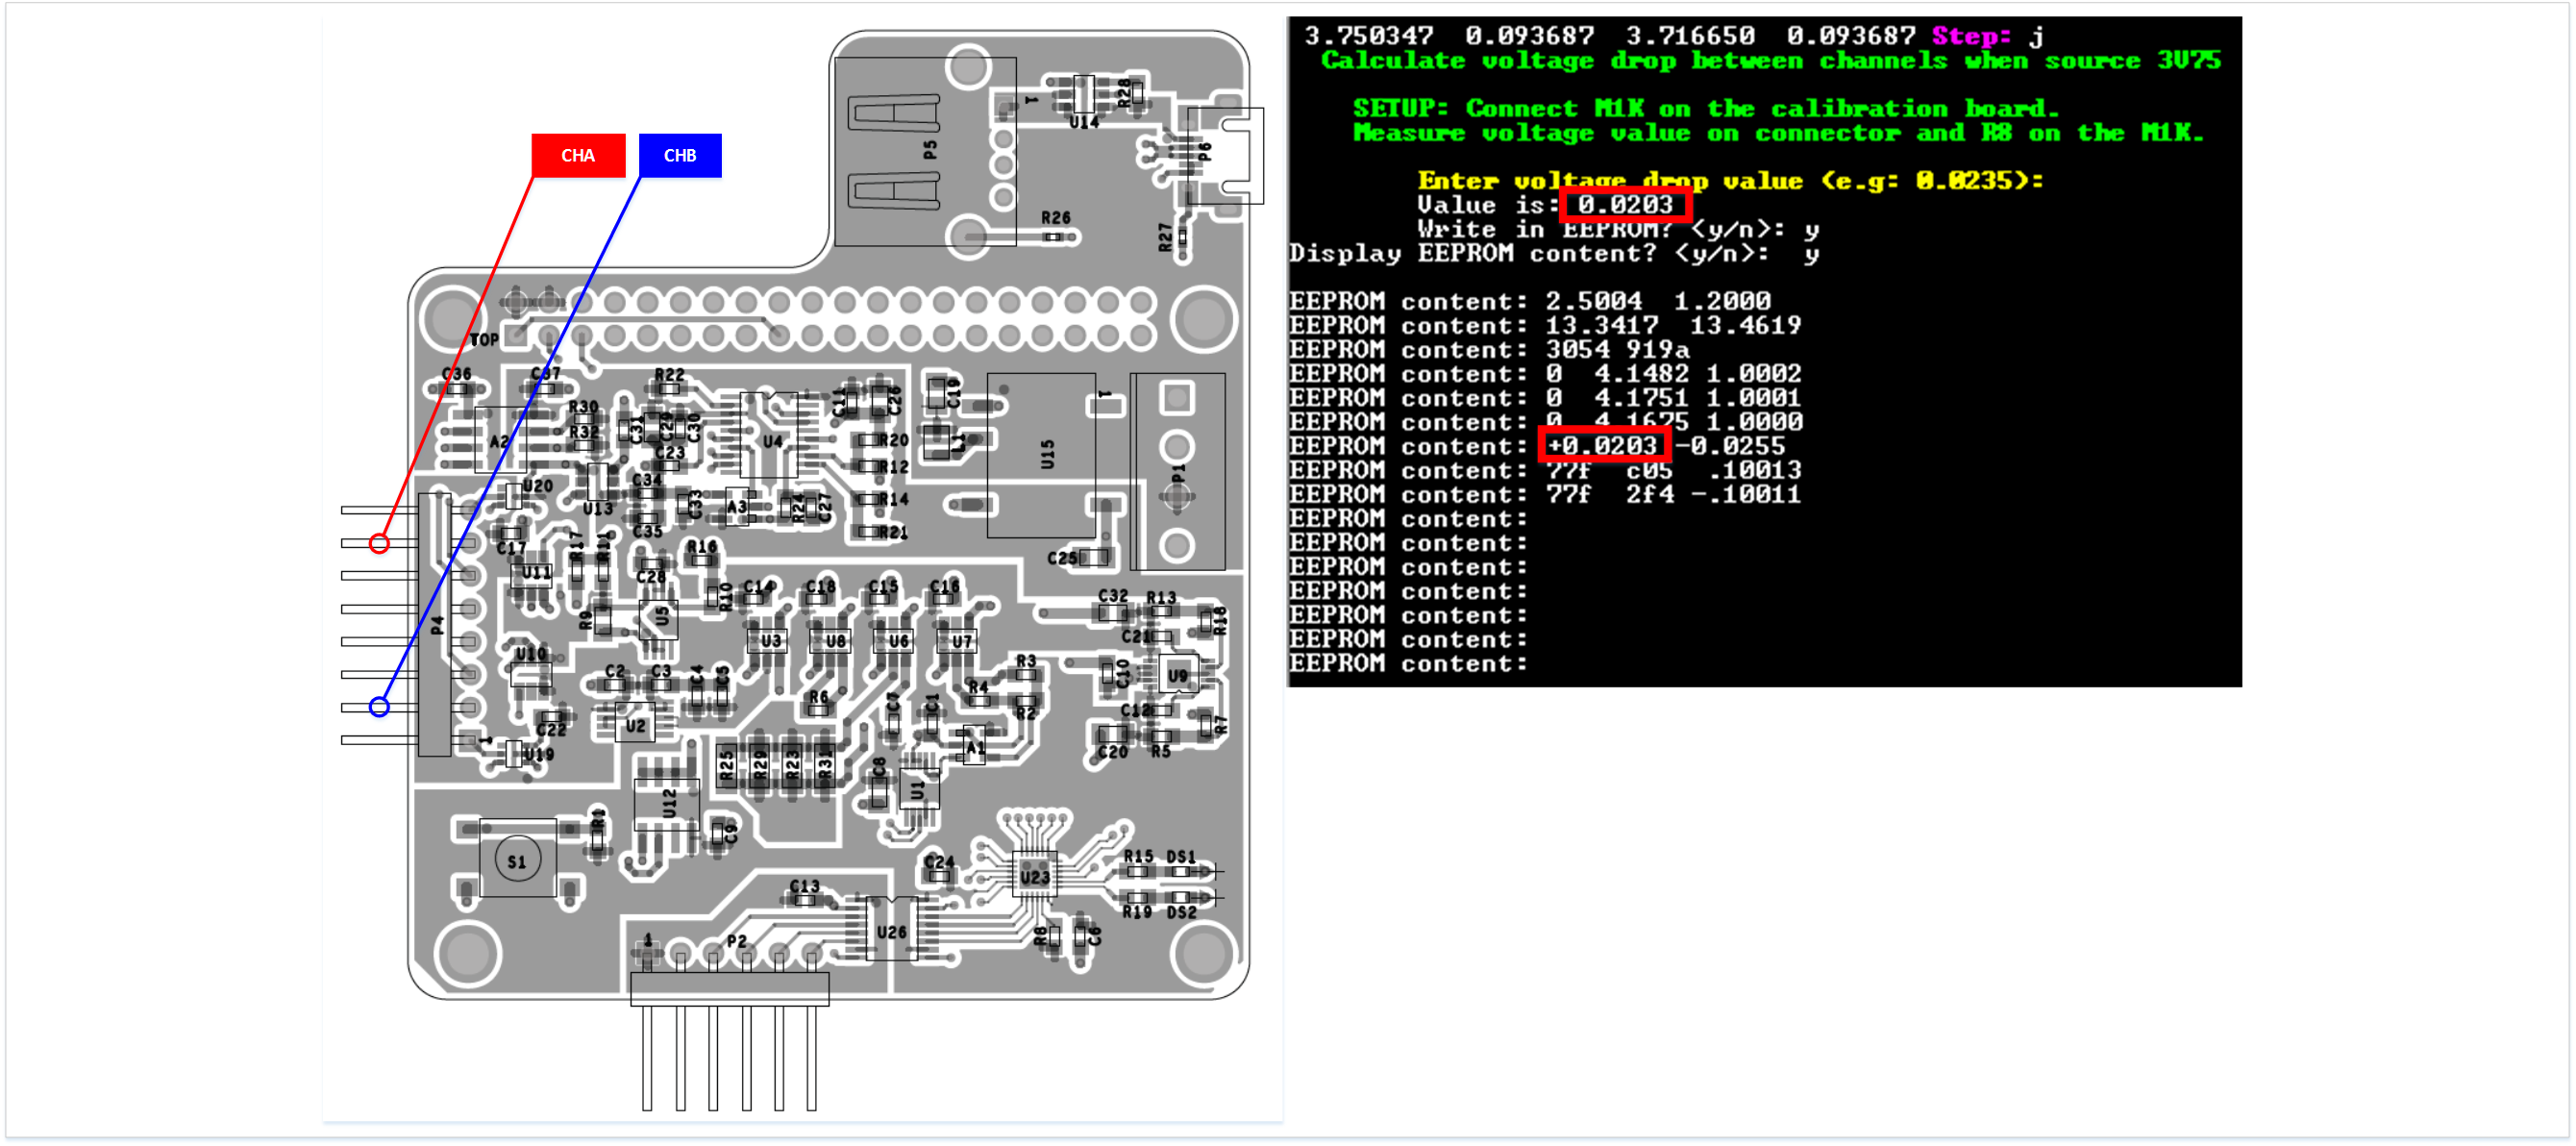 CHA
CHB
1
U14
R28
P5
P6
R26
R27
TOP
C36
C37
R22
C11
C26
C19
1
R30
R32
C31
C29
C30
A2
U4
R20
L1
U15
C23
R12
P1
U20
C34
U13
C33
A3
R24
C27
R14
C35
R21
C17
R17
R11
R16
C25
U11
C28
C14
C18
C15
C16
R10
C32
R13
R9
U5
R18
P4
U3
U8
U6
U7
C21
U10
R3
C2
C3
C4
C5
C10
U9
R4
R6
C7
C1
R2
C12
C22
U2
R7
1
U19
A1
C20
R5
R25
R29
R23
R31
C8
U12
U1
R1
C9
S1
C24
U23
R15
DS1
C13
R19
DS2
1
P2
U26
R8
C6
3.750347 0.093687 3.716650 0.093687 Step: j
Calculate voltage drop between channels when source 3V75
SETUP: Connect M1K on the calibration board.
Measure voltage value on connector and R8 on the M1K.
Enter voltage drop value (e.g: 0.0235):
Value is: 0.0203
Write in EEPROM? <y/n>: y
Display EEPROM content? <y/n>: y
EEPROM content: 2.5004 1.2000
EEPROM content: 13.3417 13.4619
EEPROM content: 3054 919a
EEPROM content: 0 4.1482 1.0002
EEPROM content: 0 4.1751 1.0001
EEPROM content: 0 4.1625 1.0000
EEPROM content: +0.0203 -0.0255
EEPROM content: 77f c05 .10013
EEPROM content: 77f 2f4 -.10011
EEPROM content:
EEPROM content:
EEPROM content:
EEPROM content:
EEPROM content:
EEPROM content:
EEPROM content: